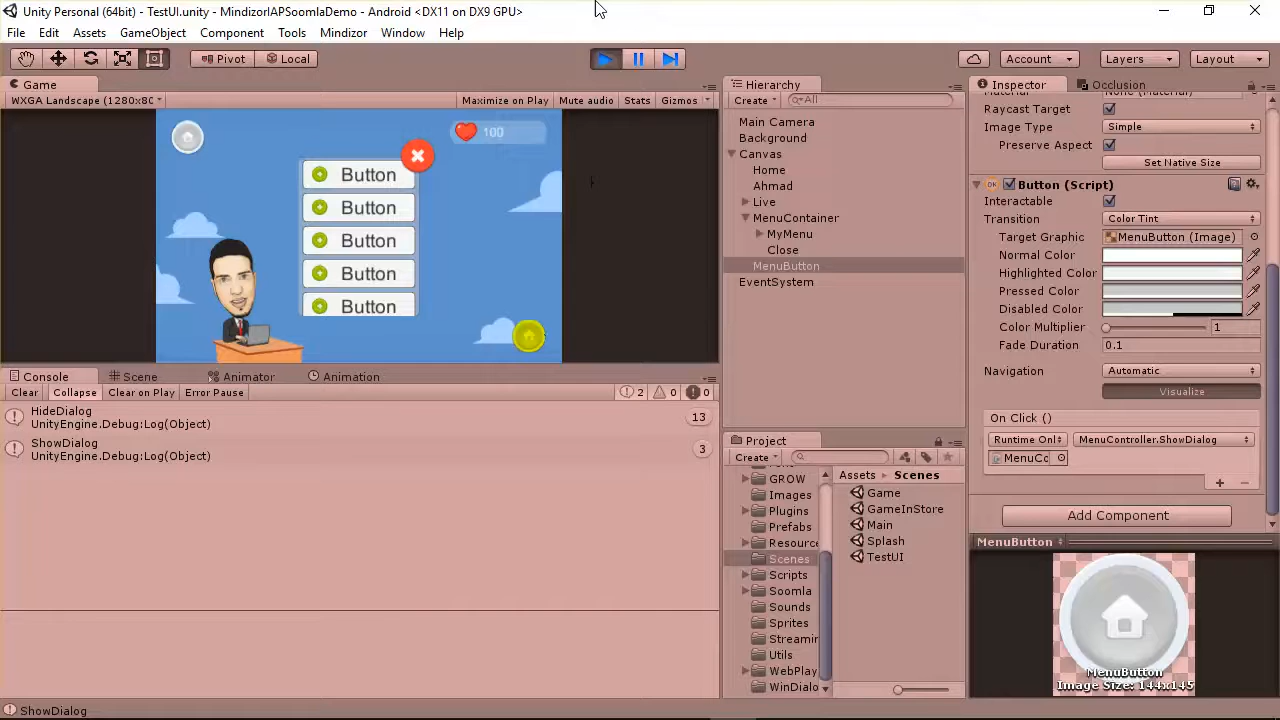 Unity Personal (64bit) - TestUI.unity - MindizorIAPSoomlaDemo - Android <DX11 on DX9 GPU>
File Edit Assets GameObject Component Tools Mindizor Window Help
Pivot Local Account Layers Layout
Game
WXGA Landscape (1280x80 Maximize on Play Mute audio Stats Gizmos
100
Button
Button
Button
Button
Button
Console Scene Animator Animation
Clear Collapse Clear on Play Error Pause 2 0 0
HideDialog
UnityEngine.Debug:Log(Object)
13
ShowDialog
UnityEngine.Debug:Log(Object)
3
ShowDialog
Hierarchy
Create All
Main Camera
Background
Canvas
Home
Ahmad
Live
MenuContainer
MyMenu
Close
MenuButton
EventSystem
Project
Create
GROW
Images
Plugins
Prefabs
Resource
Scenes
Scripts
Soomla
Sounds
Sprites
Streamin
Utils
WebPlay
WinDialo
Assets Scenes
Game
GameInStore
Main
Splash
TestUI
Inspector Occlusion
Material None (Material)
Raycast Target
Image Type Simple
Preserve Aspect
Set Native Size
Button (Script)
Interactable
Transition Color Tint
Target Graphic MenuButton (Image)
Normal Color
Highlighted Color
Pressed Color
Disabled Color
Color Multiplier 1
Fade Duration 0.1
Navigation Automatic
Visualize
On Click ()
Runtime Onl MenuController.ShowDialog
MenuCo
+ -
Add Component
MenuButton
MenuButton
Image Size: 144x145